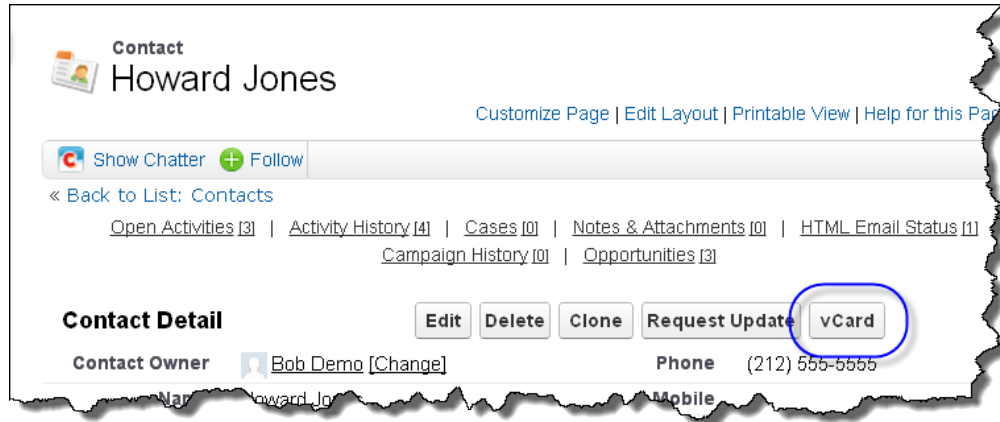 Contact
Howard Jones
Customize Page | Edit Layout | Printable View | Help for this Pa
Show Chatter Follow
« Back to List: Contacts
Open Activities [3] | Activity History [4] | Cases [0] | Notes & Attachments [0] | HTML Email Status [1]
Campaign History [0] | Opportunities [3]
Contact Detail Edit Delete Clone Request Update vCard
Contact Owner Bob Demo [Change] Phone (212) 555-5555
Mobile